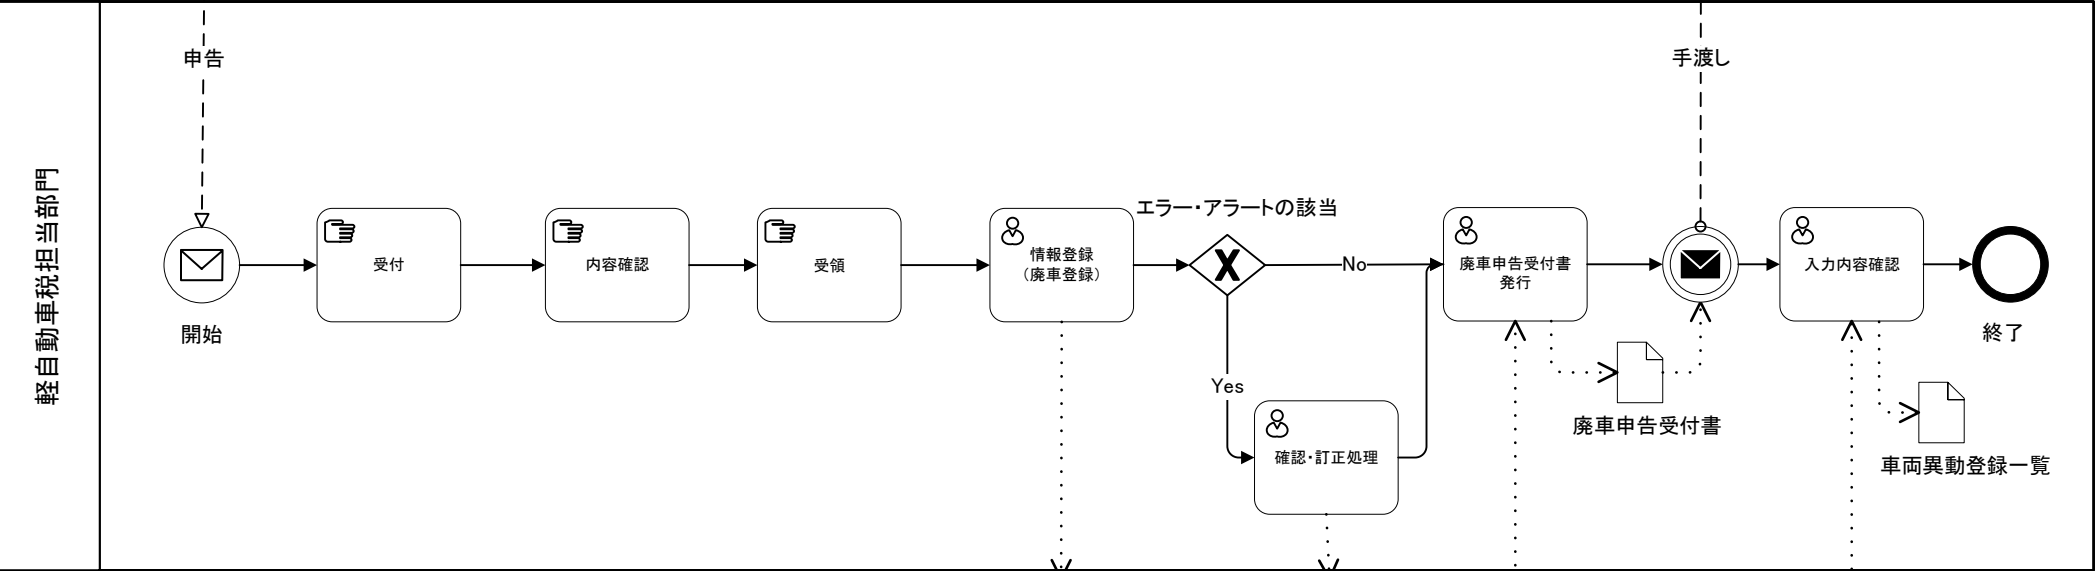 軽自動車税担当部門
申告
手渡し
開始
受付
内容確認
受領
情報登録
（廃車登録）
エラー・アラートの該当
No
Yes
確認・訂正処理
廃車申告受付書
発行
廃車申告受付書
入力内容確認
車両異動登録一覧
終了